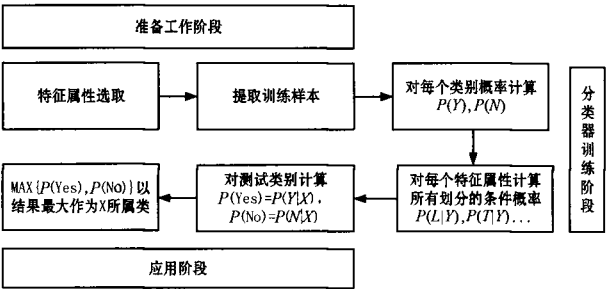 准备工作阶段
特征属性选取
提取训练样本
对每个类别概率计算
P(Y),P(N)
分类器训练阶段
对每个特征属性计算
所有划分的条件概率
P(L|Y),P(T|Y)...
对测试类别计算
P(Yes)=P(Y|X),
P(No)=P(N|X)
MAX{P(Yes),P(No)}以
结果最大作为X所属类
应用阶段